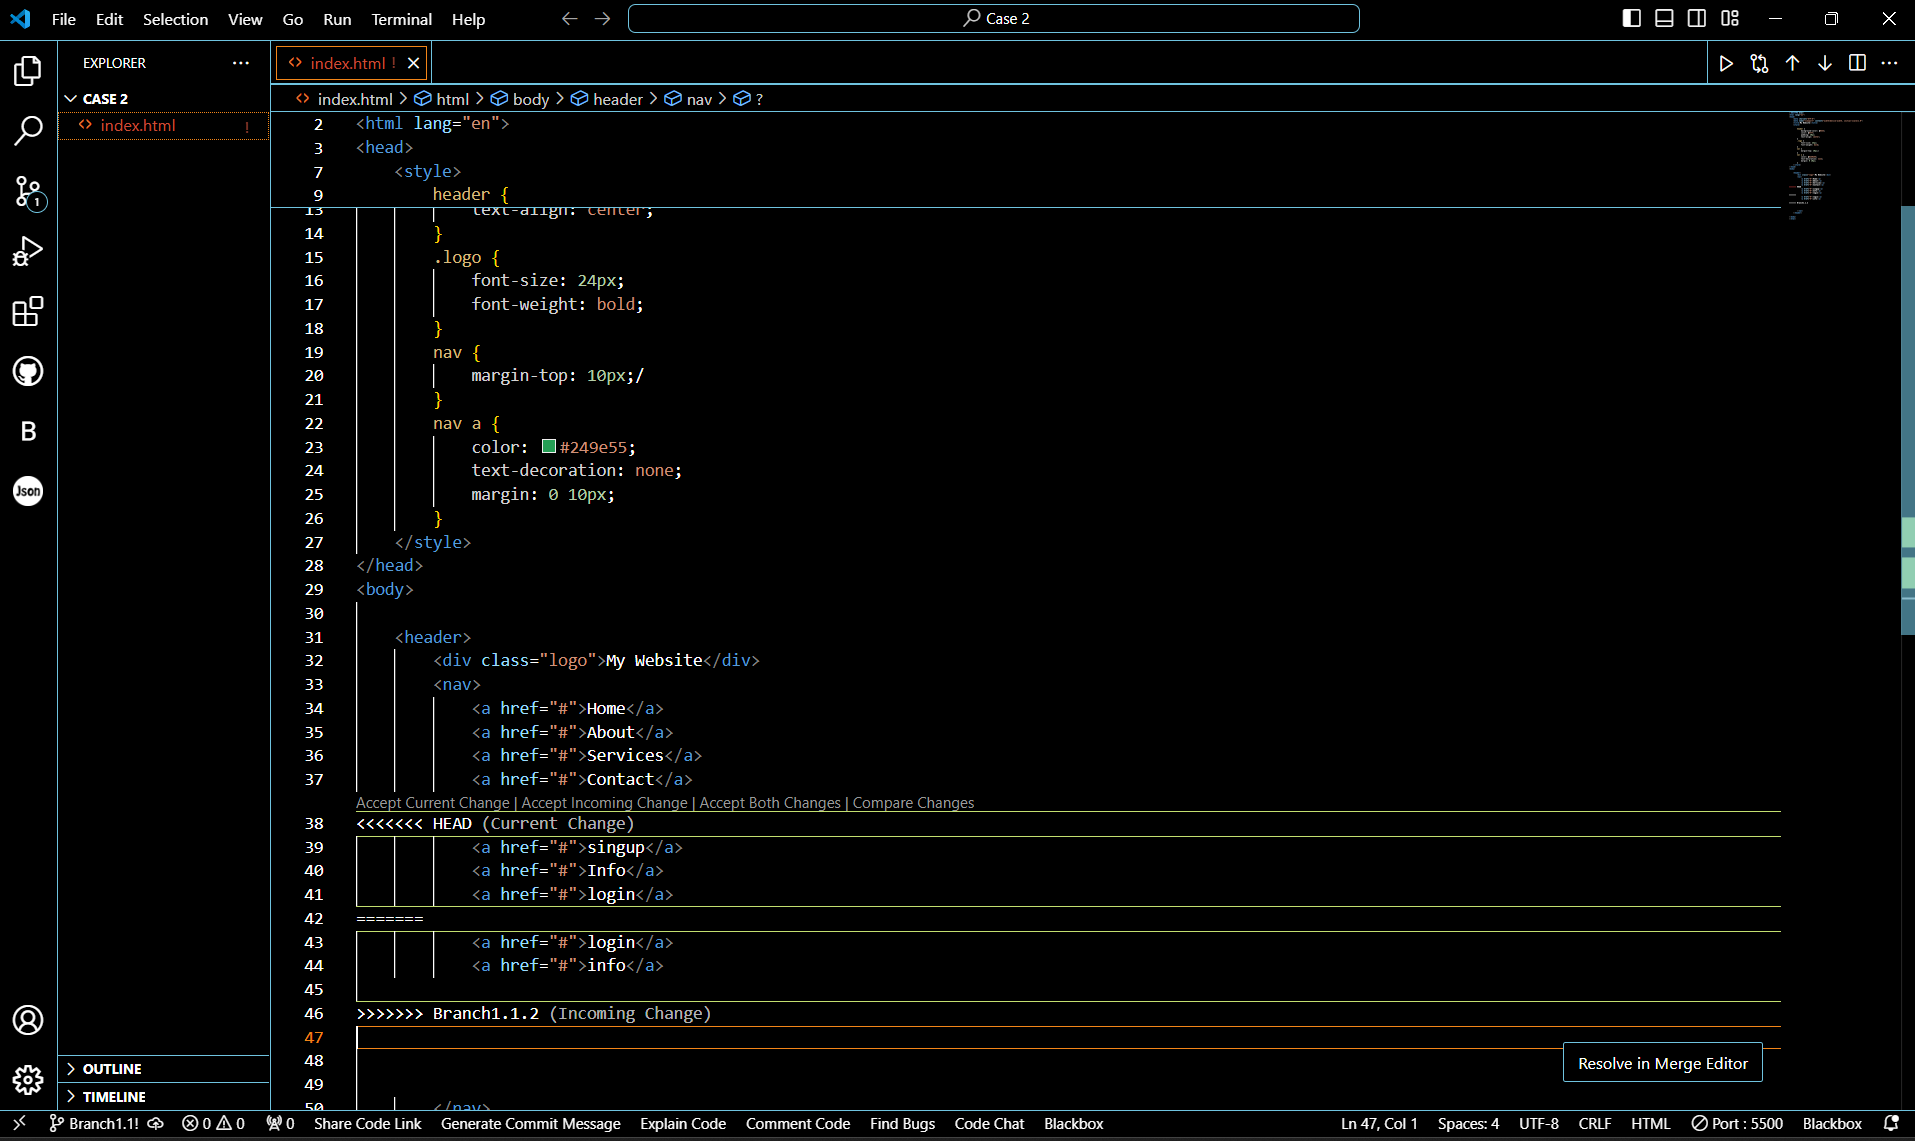 File Edit Selection View Go Run Terminal Help
Case 2
EXPLORER
index.html !
CASE 2
index.html !
index.html > html > body > header > nav > ?
2 <html lang="en">
3 <head>
7 <style>
9 header {
13 text-align: center;
14 }
15 .logo {
16 font-size: 24px;
17 font-weight: bold;
18 }
19 nav {
20 margin-top: 10px;/
21 }
22 nav a {
23 color: #249e55;
24 text-decoration: none;
25 margin: 0 10px;
26 }
27 </style>
28 </head>
29 <body>
30
31 <header>
32 <div class="logo">My Website</div>
33 <nav>
34 <a href="#">Home</a>
35 <a href="#">About</a>
36 <a href="#">Services</a>
37 <a href="#">Contact</a>
Accept Current Change | Accept Incoming Change | Accept Both Changes | Compare Changes
38 <<<<<<< HEAD (Current Change)
39 <a href="#">singup</a>
40 <a href="#">Info</a>
41 <a href="#">login</a>
42 =======
43 <a href="#">login</a>
44 <a href="#">info</a>
45
46 >>>>>>> Branch1.1.2 (Incoming Change)
47
48
49
50 </nav>
Resolve in Merge Editor
1
B
Json
OUTLINE
TIMELINE
Branch1.1! 0 0 0 Share Code Link Generate Commit Message Explain Code Comment Code Find Bugs Code Chat Blackbox Ln 47, Col 1 Spaces: 4 UTF-8 CRLF HTML Port : 5500 Blackbox